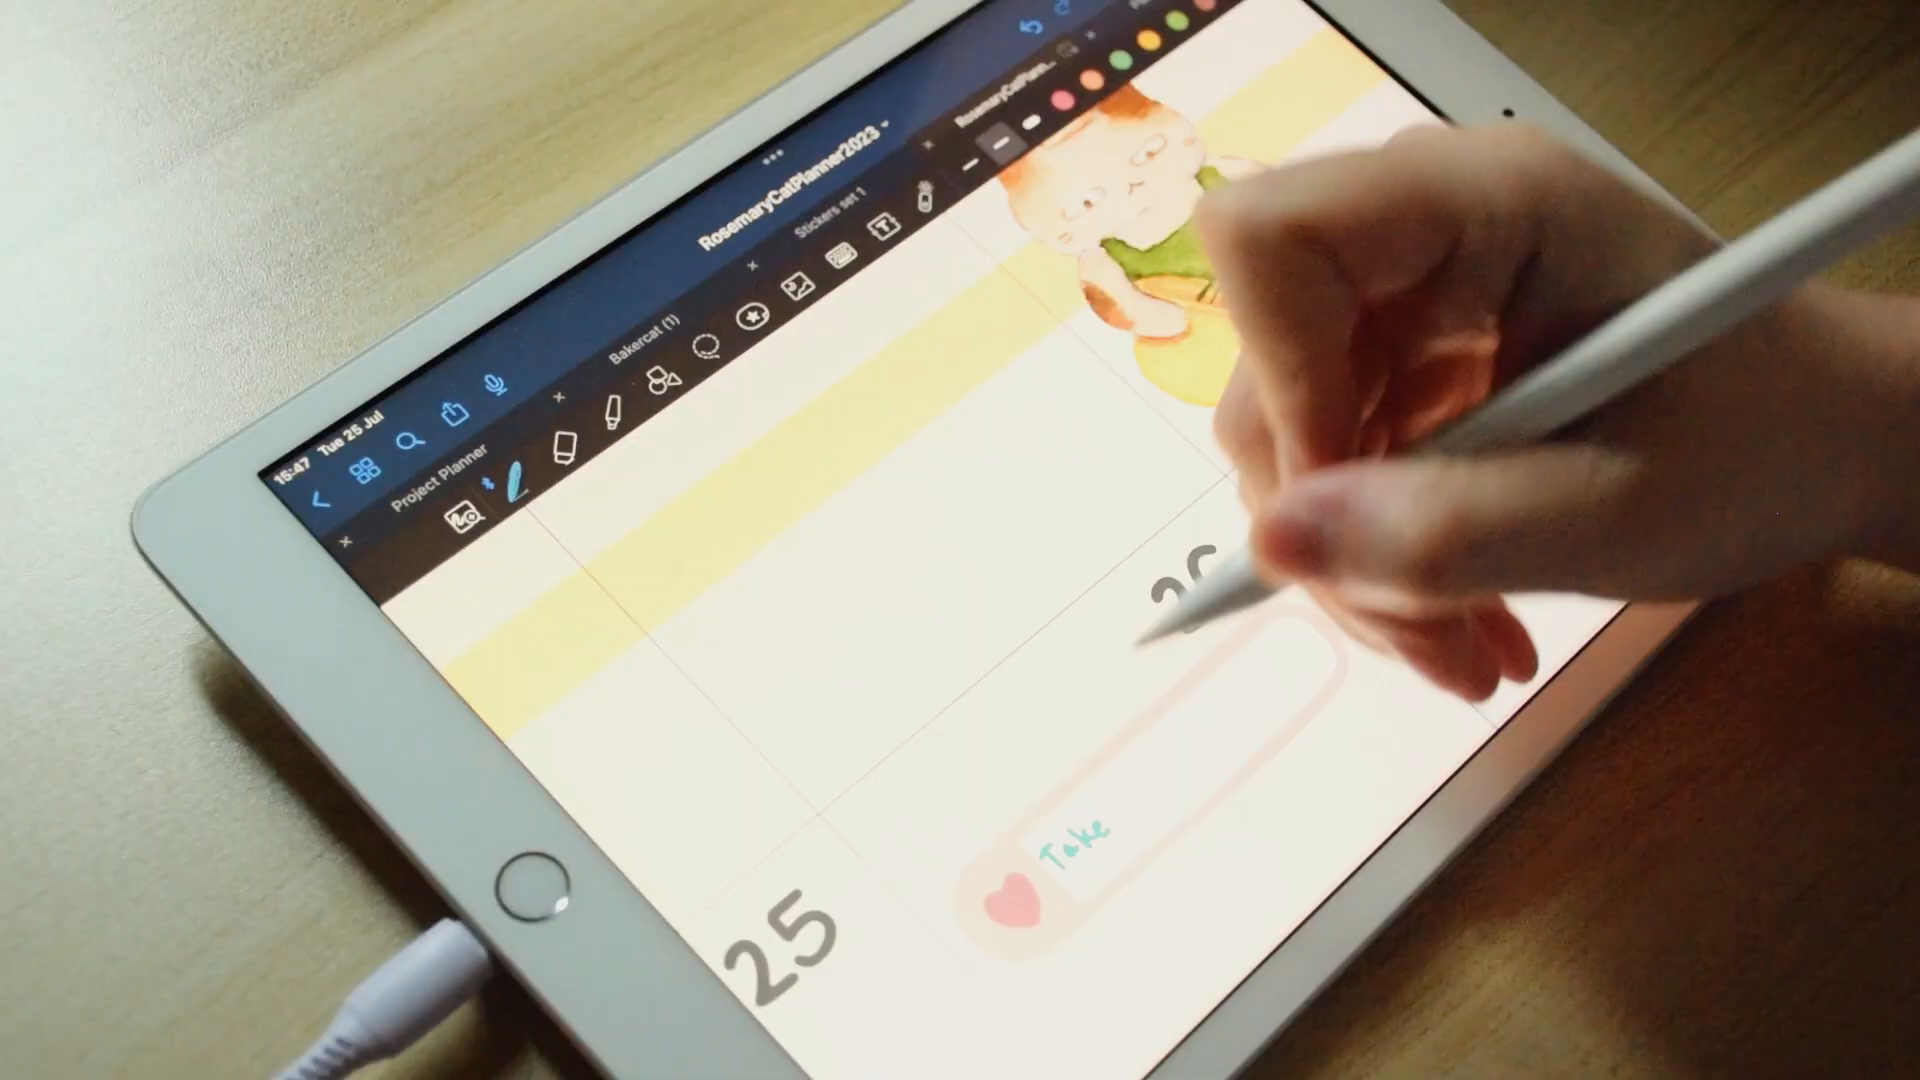 15:47 Tue 25 Jul
RosemaryCatPlanner2023
Project Planner
Bakercat (1)
Stickers set 1
RosemaryCatPlann...
Take
25